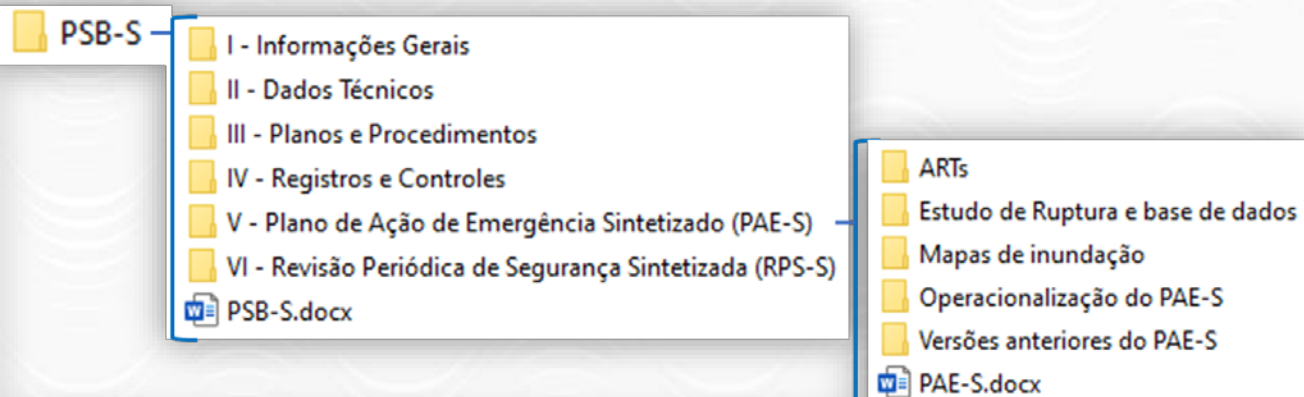 PSB-S
I - Informações Gerais
II - Dados Técnicos
III - Planos e Procedimentos
IV - Registros e Controles
V - Plano de Ação de Emergência Sintetizado (PAE-S)
VI - Revisão Periódica de Segurança Sintetizada (RPS-S)
PSB-S.docx
ARTs
Estudo de Ruptura e base de dados
Mapas de inundação
Operacionalização do PAE-S
Versões anteriores do PAE-S
PAE-S.docx